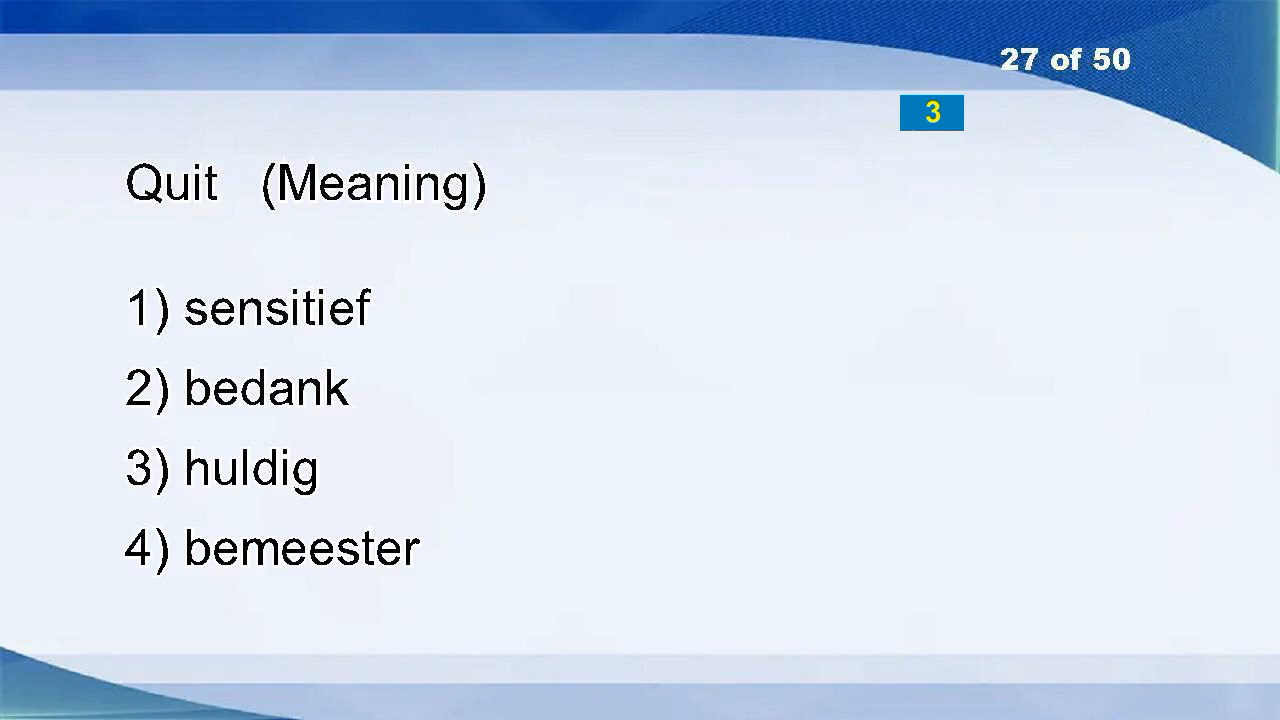 27 of 50
3
Quit (Meaning)
1) sensitief
2) bedank
3) huldig
4) bemeester